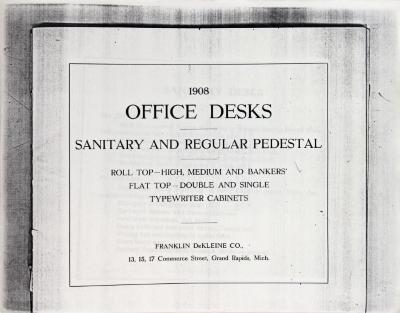 1908
OFFICE DESKS
SANITARY AND REGULAR PEDESTAL
ROLL TOP—HIGH, MEDIUM AND BANKERS'
FLAT TOP—DOUBLE AND SINGLE
TYPEWRITER CABINETS
FRANKLIN DeKLEINE CO.,
13, 15, 17 Commerce Street, Grand Rapids, Mich.